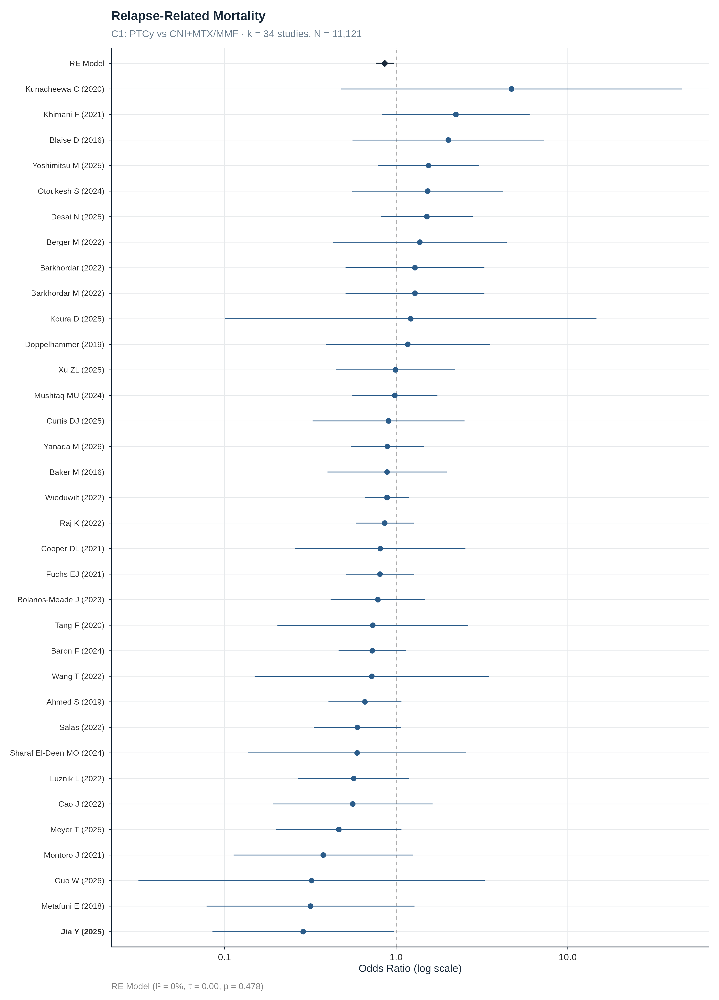 Relapse-Related Mortality
C1: PTCy vs CNI+MTX/MMF · k = 34 studies, N = 11,121
RE Model
Kunacheewa C (2020)
Khimani F (2021)
Blaise D (2016)
Yoshimitsu M (2025)
Otoukesh S (2024)
Desai N (2025)
Berger M (2022)
Barkhordar (2022)
Barkhordar M (2022)
Koura D (2025)
Doppelhammer (2019)
Xu ZL (2025)
Mushtaq MU (2024)
Curtis DJ (2025)
Yanada M (2026)
Baker M (2016)
Wieduwilt (2022)
Raj K (2022)
Cooper DL (2021)
Fuchs EJ (2021)
Bolanos-Meade J (2023)
Tang F (2020)
Baron F (2024)
Wang T (2022)
Ahmed S (2019)
Salas (2022)
Sharaf El-Deen MO (2024)
Luznik L (2022)
Cao J (2022)
Meyer T (2025)
Montoro J (2021)
Guo W (2026)
Metafuni E (2018)
Jia Y (2025)
0.1 1.0 10.0
Odds Ratio (log scale)
RE Model (I² = 0%, τ = 0.00, p = 0.478)